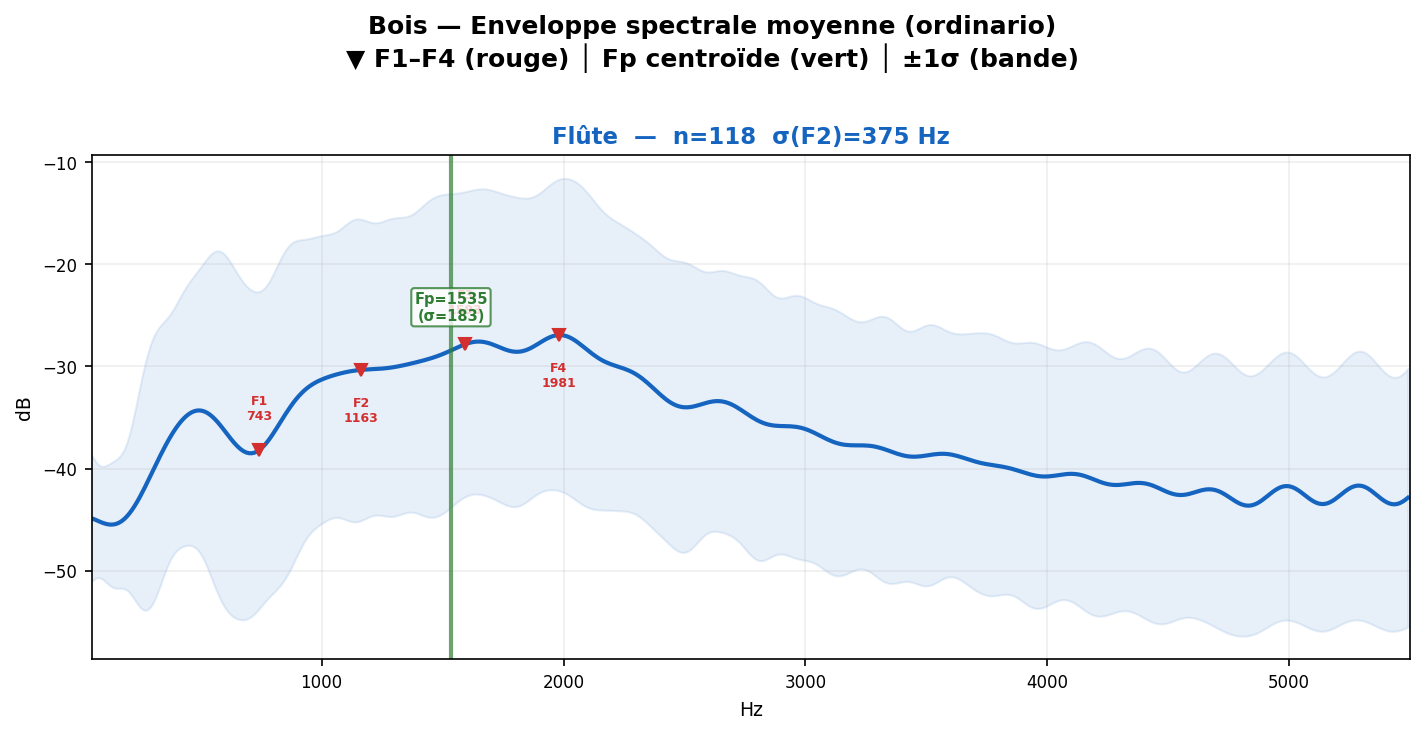 Bois — Enveloppe spectrale moyenne (ordinario)
▼ F1–F4 (rouge) │ Fp centroïde (vert) │ ±1σ (bande)
Flûte — n=118 σ(F2)=375 Hz
dB
−10
−20
−30
−40
−50
Fp=1535
(σ=183)
F1
743
F2
1163
F4
1981
1000
2000
3000
4000
5000
Hz